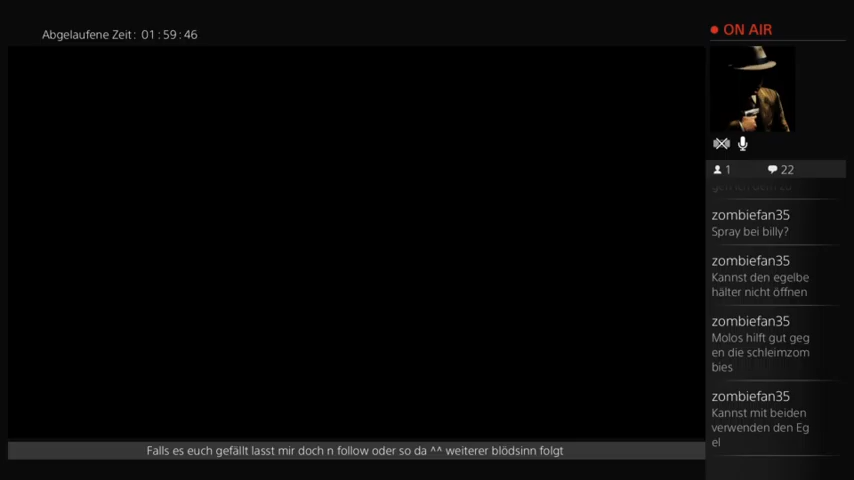 Abgelaufene Zeit: 01:59:46
ON AIR
1 22
zombiefan35
Spray bei billy?
zombiefan35
Kannst den egelbe
hälter nicht öffnen
zombiefan35
Molos hilft gut geg
en die schleimzom
bies
zombiefan35
Kannst mit beiden
verwenden den Eg
el
Falls es euch gefällt lasst mir doch n follow oder so da ^^ weiterer blödsinn folgt